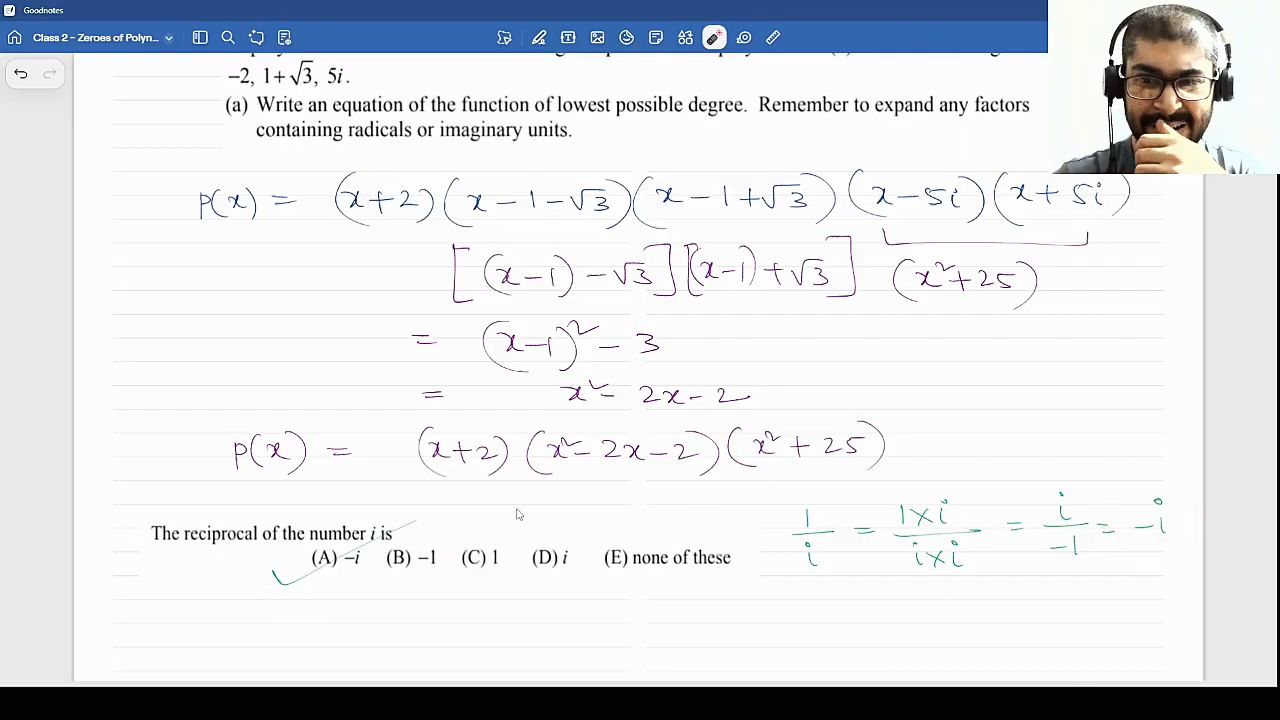 Goodnotes
Class 2 – Zeroes of Polyn...
−2, 1+√3, 5i.
(a) Write an equation of the function of lowest possible degree. Remember to expand any factors
containing radicals or imaginary units.
p(x) = (x+2)(x−1−√3)(x−1+√3)(x−5i)(x+5i)
[(x−1)−√3][(x−1)+√3] (x²+25)
= (x−1)² − 3
= x² − 2x − 2
p(x) = (x+2)(x²−2x−2)(x²+25)
The reciprocal of the number i is
(A) −i (B) −1 (C) 1 (D) i (E) none of these
1/i = 1×i/i×i = i/−1 = −i